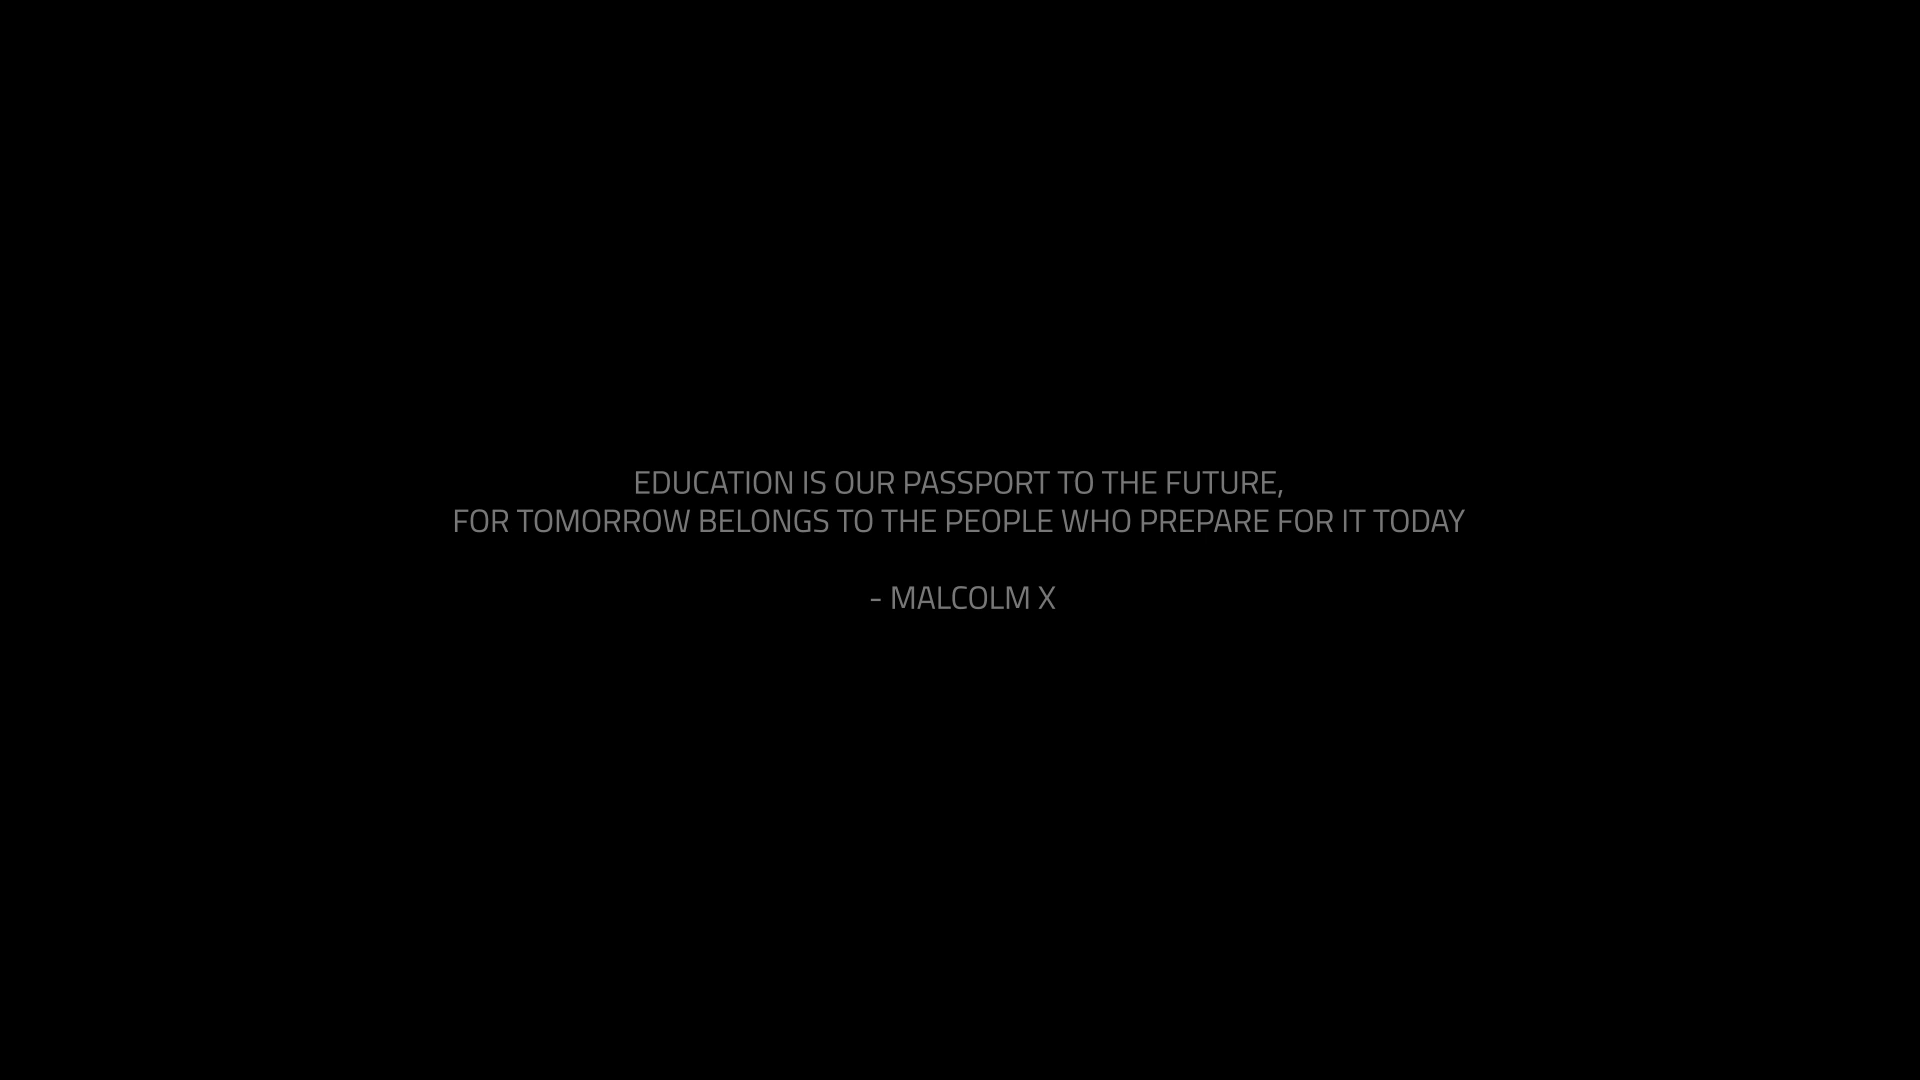 EDUCATION IS OUR PASSPORT TO THE FUTURE,
FOR TOMORROW BELONGS TO THE PEOPLE WHO PREPARE FOR IT TODAY
- MALCOLM X